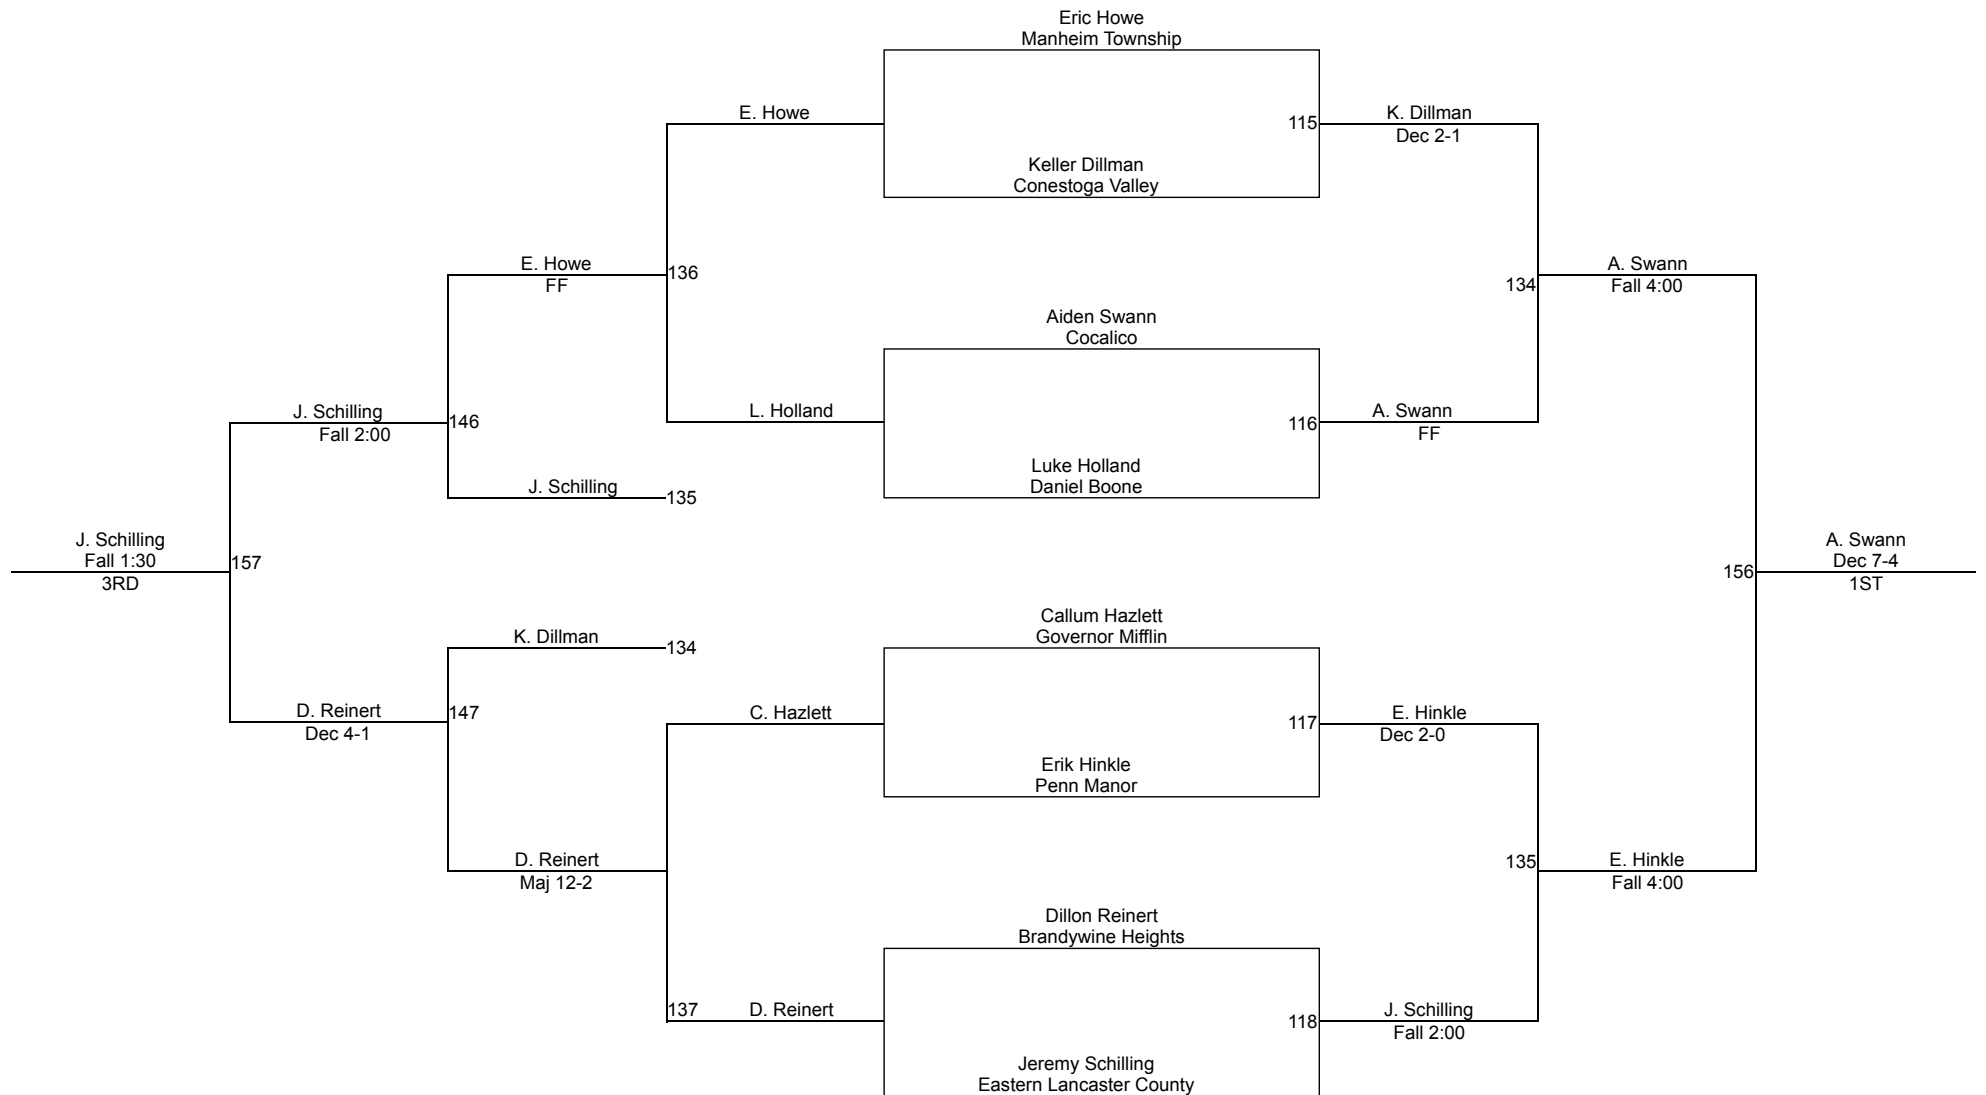 Eric Howe
Manheim Township
E. Howe
115
K. Dillman
Dec 2-1
Keller Dillman
Conestoga Valley
E. Howe
FF
136
134
A. Swann
Fall 4:00
Aiden Swann
Cocalico
J. Schilling
Fall 2:00
146
L. Holland
116
A. Swann
FF
Luke Holland
Daniel Boone
J. Schilling
135
J. Schilling
Fall 1:30
3RD
157
156
A. Swann
Dec 7-4
1ST
Callum Hazlett
Governor Mifflin
K. Dillman
134
D. Reinert
Dec 4-1
147
C. Hazlett
117
E. Hinkle
Dec 2-0
Erik Hinkle
Penn Manor
D. Reinert
Maj 12-2
135
E. Hinkle
Fall 4:00
Dillon Reinert
Brandywine Heights
137
D. Reinert
118
J. Schilling
Fall 2:00
Jeremy Schilling
Eastern Lancaster County